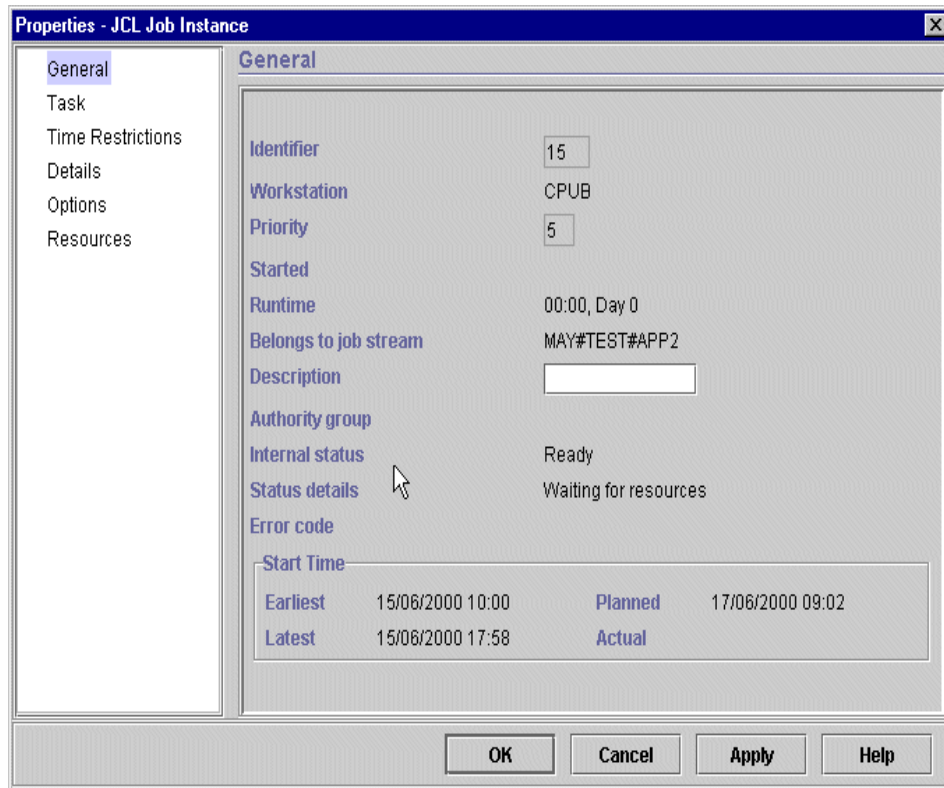 Properties - JCL Job Instance
General
Task
Time Restrictions
Details
Options
Resources
General
Identifier 15
Workstation CPUB
Priority 5
Started
Runtime 00:00, Day 0
Belongs to job stream MAY#TEST#APP2
Description
Authority group
Internal status Ready
Status details Waiting for resources
Error code
Start Time
Earliest 15/06/2000 10:00 Planned 17/06/2000 09:02
Latest 15/06/2000 17:58 Actual
OK Cancel Apply Help